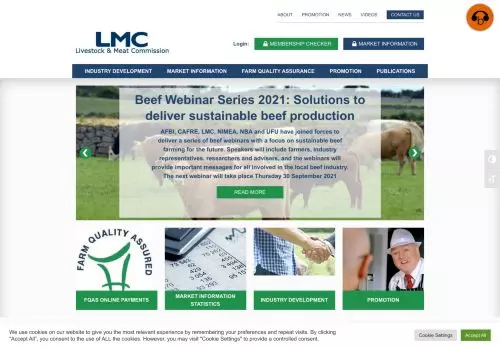 ABOUT PROMOTION NEWS VIDEOS CONTACT US
LMC
Livestock & Meat Commission
Login: MEMBERSHIP CHECKER MARKET INFORMATION
INDUSTRY DEVELOPMENT MARKET INFORMATION FARM QUALITY ASSURANCE PROMOTION PUBLICATIONS
Beef Webinar Series 2021: Solutions to
deliver sustainable beef production
AFBI, CAFRE, LMC, NIMEA, NBA and UFU have joined forces to
deliver a series of beef webinars with a focus on sustainable beef
farming for the future. Speakers will include farmers, industry
representatives, researchers and advisers, and the webinars will
provide important messages for all involved in the local beef industry.
The next webinar will take place Thursday 30 September 2021
READ MORE
FARM QUALITY ASSURED
FQAS ONLINE PAYMENTS
MARKET INFORMATION
STATISTICS
INDUSTRY DEVELOPMENT
PROMOTION
We use cookies on our website to give you the most relevant experience by remembering your preferences and repeat visits. By clicking
"Accept All", you consent to the use of ALL the cookies. However, you may visit "Cookie Settings" to provide a controlled consent.
Cookie Settings Accept All